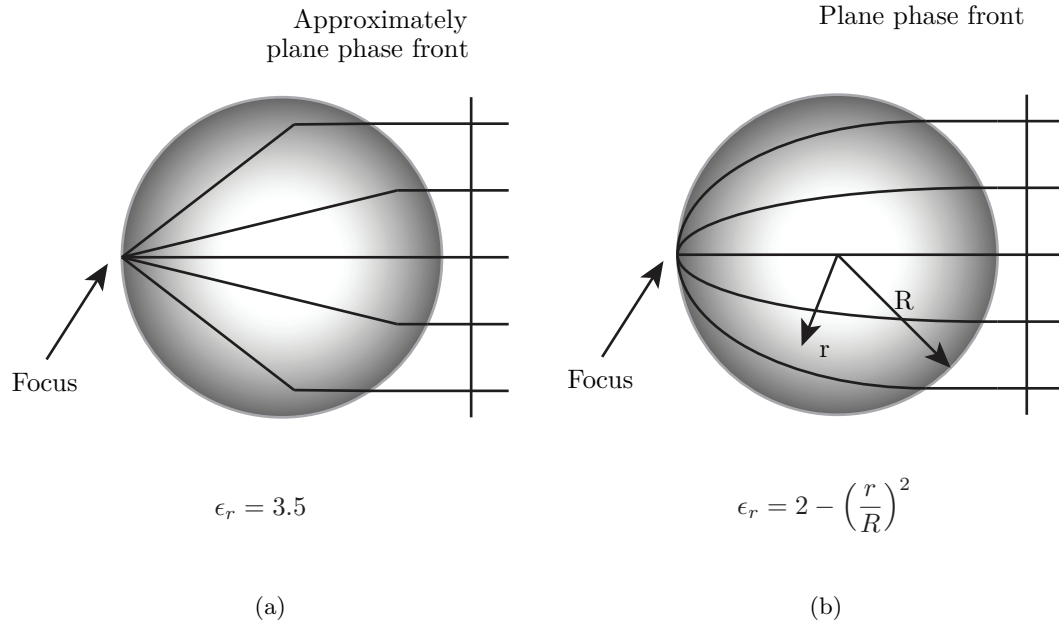 Approximately
plane phase front
Focus
ϵ_r = 3.5
(a)
Plane phase front
R
r
Focus
ϵ_r = 2 − (r/R)²
(b)